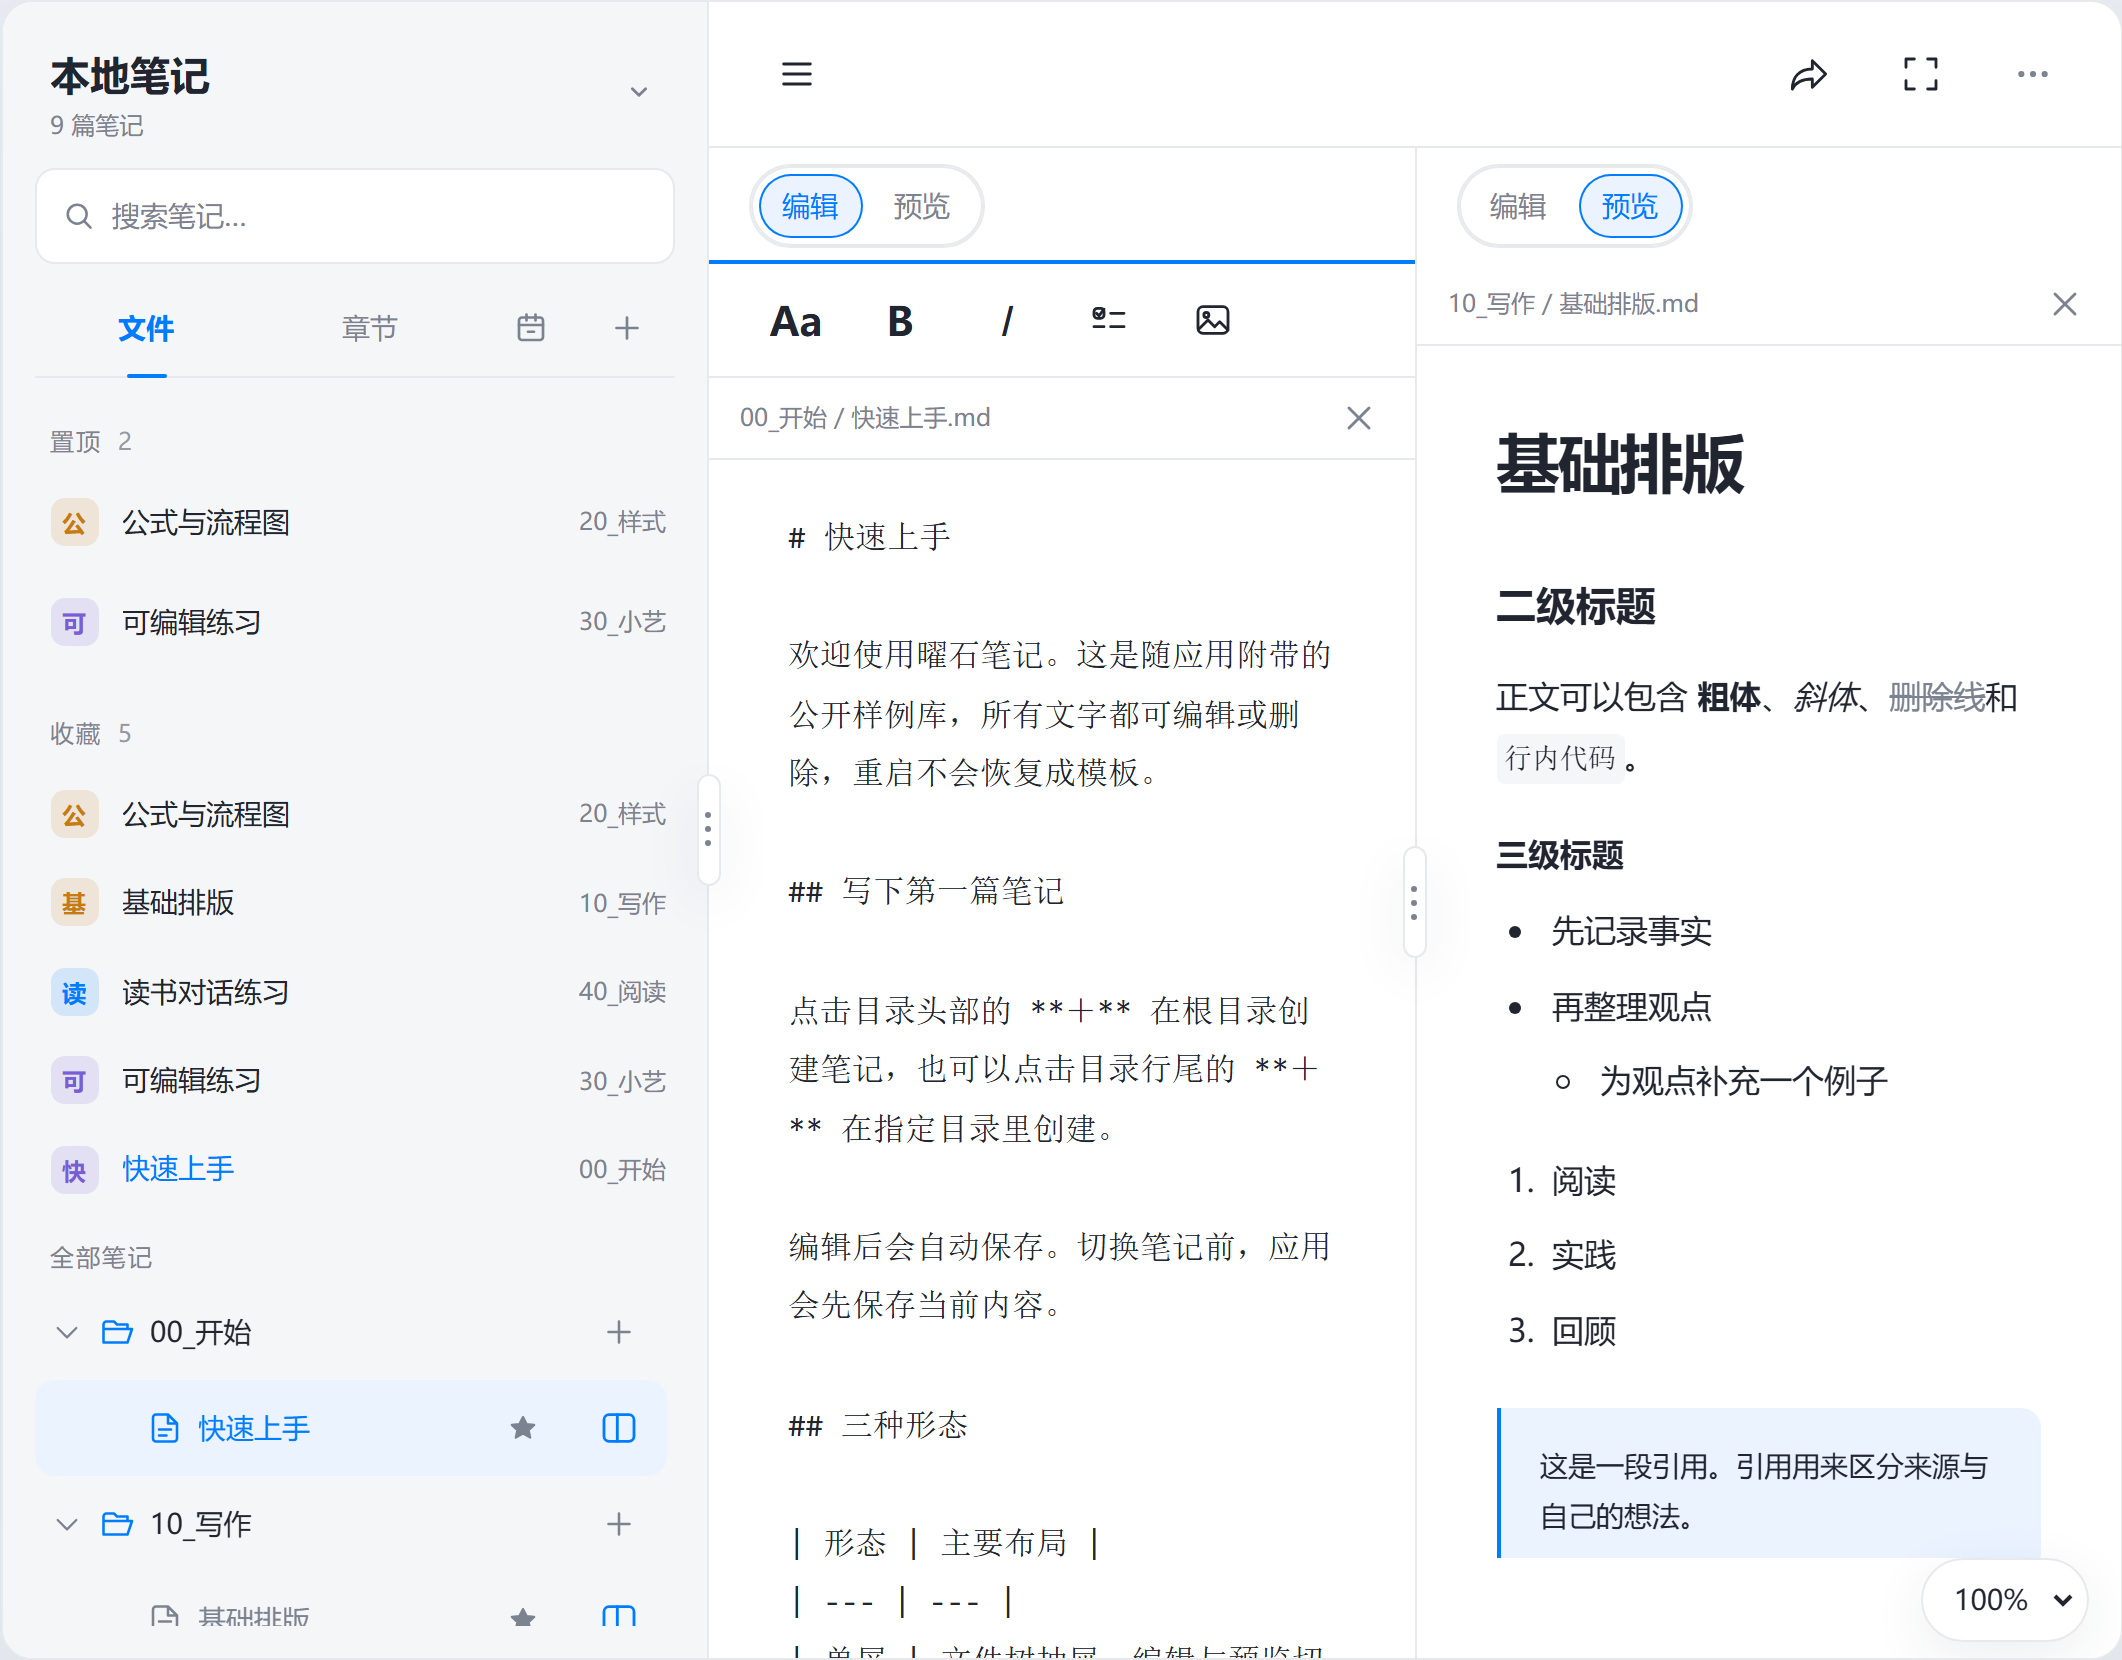 本地笔记
9 篇笔记
搜索笔记...
文件 章节
置顶 2
公 公式与流程图 20_样式
可 可编辑练习 30_小艺
收藏 5
公 公式与流程图 20_样式
基 基础排版 10_写作
读 读书对话练习 40_阅读
可 可编辑练习 30_小艺
快 快速上手 00_开始
全部笔记
00_开始
快速上手
10_写作
基础排版
编辑 预览
Aa B I
00_开始 / 快速上手.md
# 快速上手
欢迎使用曜石笔记。这是随应用附带的
公开样例库，所有文字都可编辑或删
除，重启不会恢复成模板。
## 写下第一篇笔记
点击目录头部的 **＋** 在根目录创
建笔记，也可以点击目录行尾的 **＋
** 在指定目录里创建。
编辑后会自动保存。切换笔记前，应用
会先保存当前内容。
## 三种形态
| 形态 | 主要布局 |
| --- | --- |
| 单屏 | 文件树抽屉，编辑与预览切
编辑 预览
10_写作 / 基础排版.md
基础排版
二级标题
正文可以包含 粗体、斜体、删除线和
行内代码。
三级标题
• 先记录事实
• 再整理观点
◦ 为观点补充一个例子
1. 阅读
2. 实践
3. 回顾
这是一段引用。引用用来区分来源与
自己的想法。
100%